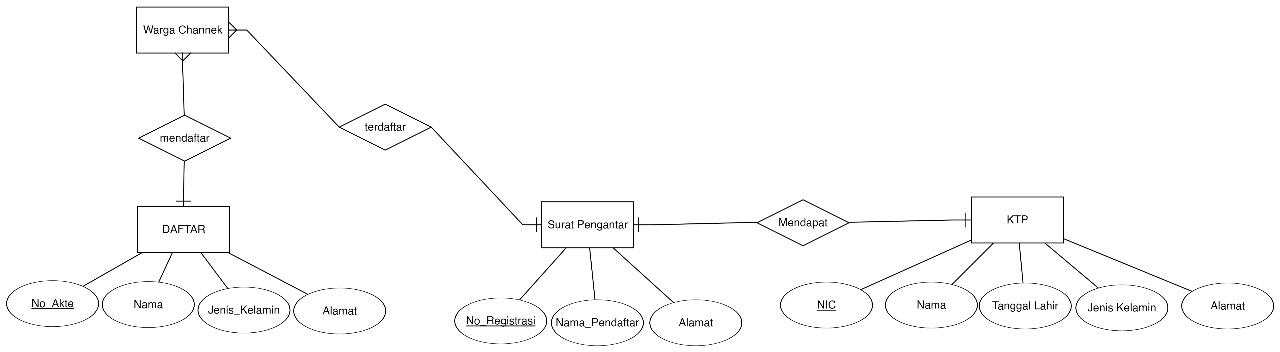 Warga Channek
terdaftar
mendaftar
DAFTAR
Surat Pengantar
Mendapat
KTP
No_Akte
Nama
Jenis_Kelamin
Alamat
No_Registrasi
Nama_Pendaftar
Alamat
NIC
Nama
Tanggal Lahir
Jenis Kelamin
Alamat